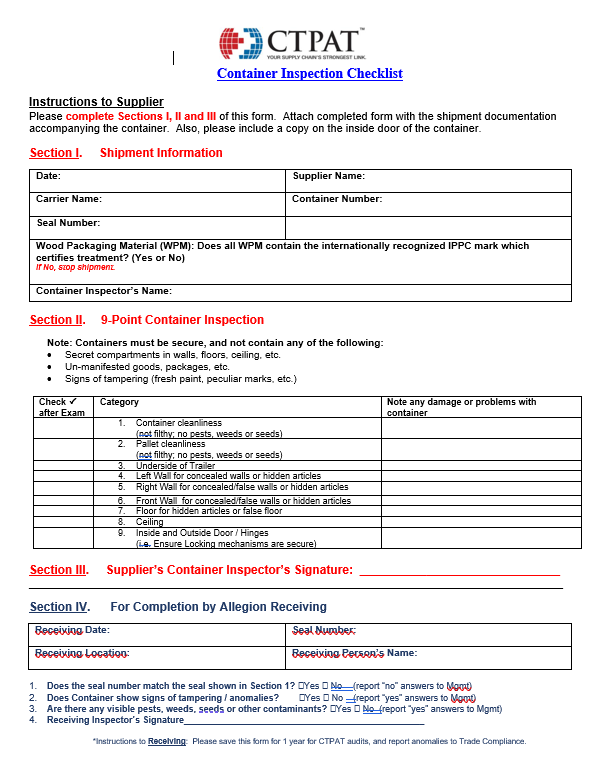 CTPAT™
YOUR SUPPLY CHAIN'S STRONGEST LINK.
Container Inspection Checklist
Instructions to Supplier
Please complete Sections I, II and III of this form. Attach completed form with the shipment documentation
accompanying the container. Also, please include a copy on the inside door of the container.
Section I. Shipment Information
Date: Supplier Name:
Carrier Name: Container Number:
Seal Number:
Wood Packaging Material (WPM): Does all WPM contain the internationally recognized IPPC mark which
certifies treatment? (Yes or No)
If No, stop shipment.
Container Inspector's Name:
Section II. 9-Point Container Inspection
Note: Containers must be secure, and not contain any of the following:
• Secret compartments in walls, floors, ceiling, etc.
• Un-manifested goods, packages, etc.
• Signs of tampering (fresh paint, peculiar marks, etc.)
Check ✓ Category Note any damage or problems with
after Exam container
1. Container cleanliness
(not filthy; no pests, weeds or seeds)
2. Pallet cleanliness
(not filthy; no pests, weeds or seeds)
3. Underside of Trailer
4. Left Wall for concealed walls or hidden articles
5. Right Wall for concealed/false walls or hidden articles
6. Front Wall for concealed/false walls or hidden articles
7. Floor for hidden articles or false floor
8. Ceiling
9. Inside and Outside Door / Hinges
(i.e. Ensure Locking mechanisms are secure)
Section III. Supplier's Container Inspector's Signature: ____________________
Section IV. For Completion by Allegion Receiving
Receiving Date: Seal Number:
Receiving Location: Receiving Person's Name:
1. Does the seal number match the seal shown in Section 1? ☐Yes ☐ No (report "no" answers to Mgmt)
2. Does Container show signs of tampering / anomalies? ☐Yes ☐ No (report "yes" answers to Mgmt)
3. Are there any visible pests, weeds, seeds or other contaminants? ☐Yes ☐ No (report "yes" answers to Mgmt)
4. Receiving Inspector's Signature____________________
*Instructions to Receiving: Please save this form for 1 year for CTPAT audits, and report anomalies to Trade Compliance.